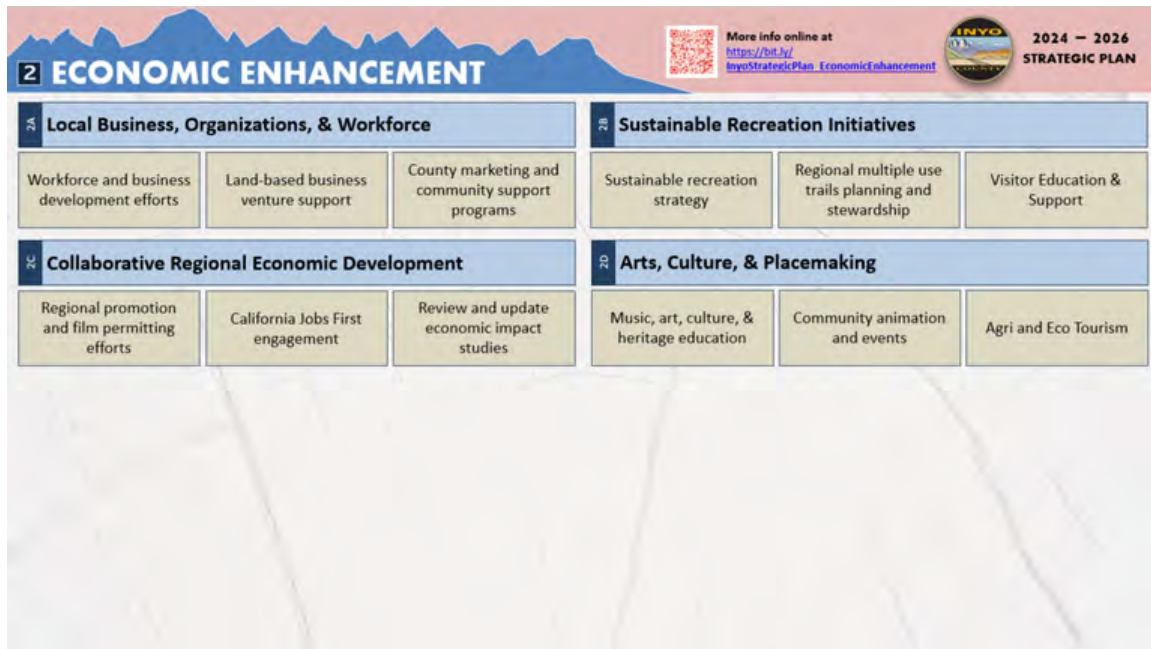 2 ECONOMIC ENHANCEMENT
More info online at
https://bit.ly/
InyoStrategicPlan_EconomicEnhancement
INYO
COUNTY
2024 – 2026
STRATEGIC PLAN
2A Local Business, Organizations, & Workforce
Workforce and business
development efforts
Land-based business
venture support
County marketing and
community support
programs
2B Sustainable Recreation Initiatives
Sustainable recreation
strategy
Regional multiple use
trails planning and
stewardship
Visitor Education &
Support
2C Collaborative Regional Economic Development
Regional promotion
and film permitting
efforts
California Jobs First
engagement
Review and update
economic impact
studies
2D Arts, Culture, & Placemaking
Music, art, culture, &
heritage education
Community animation
and events
Agri and Eco Tourism